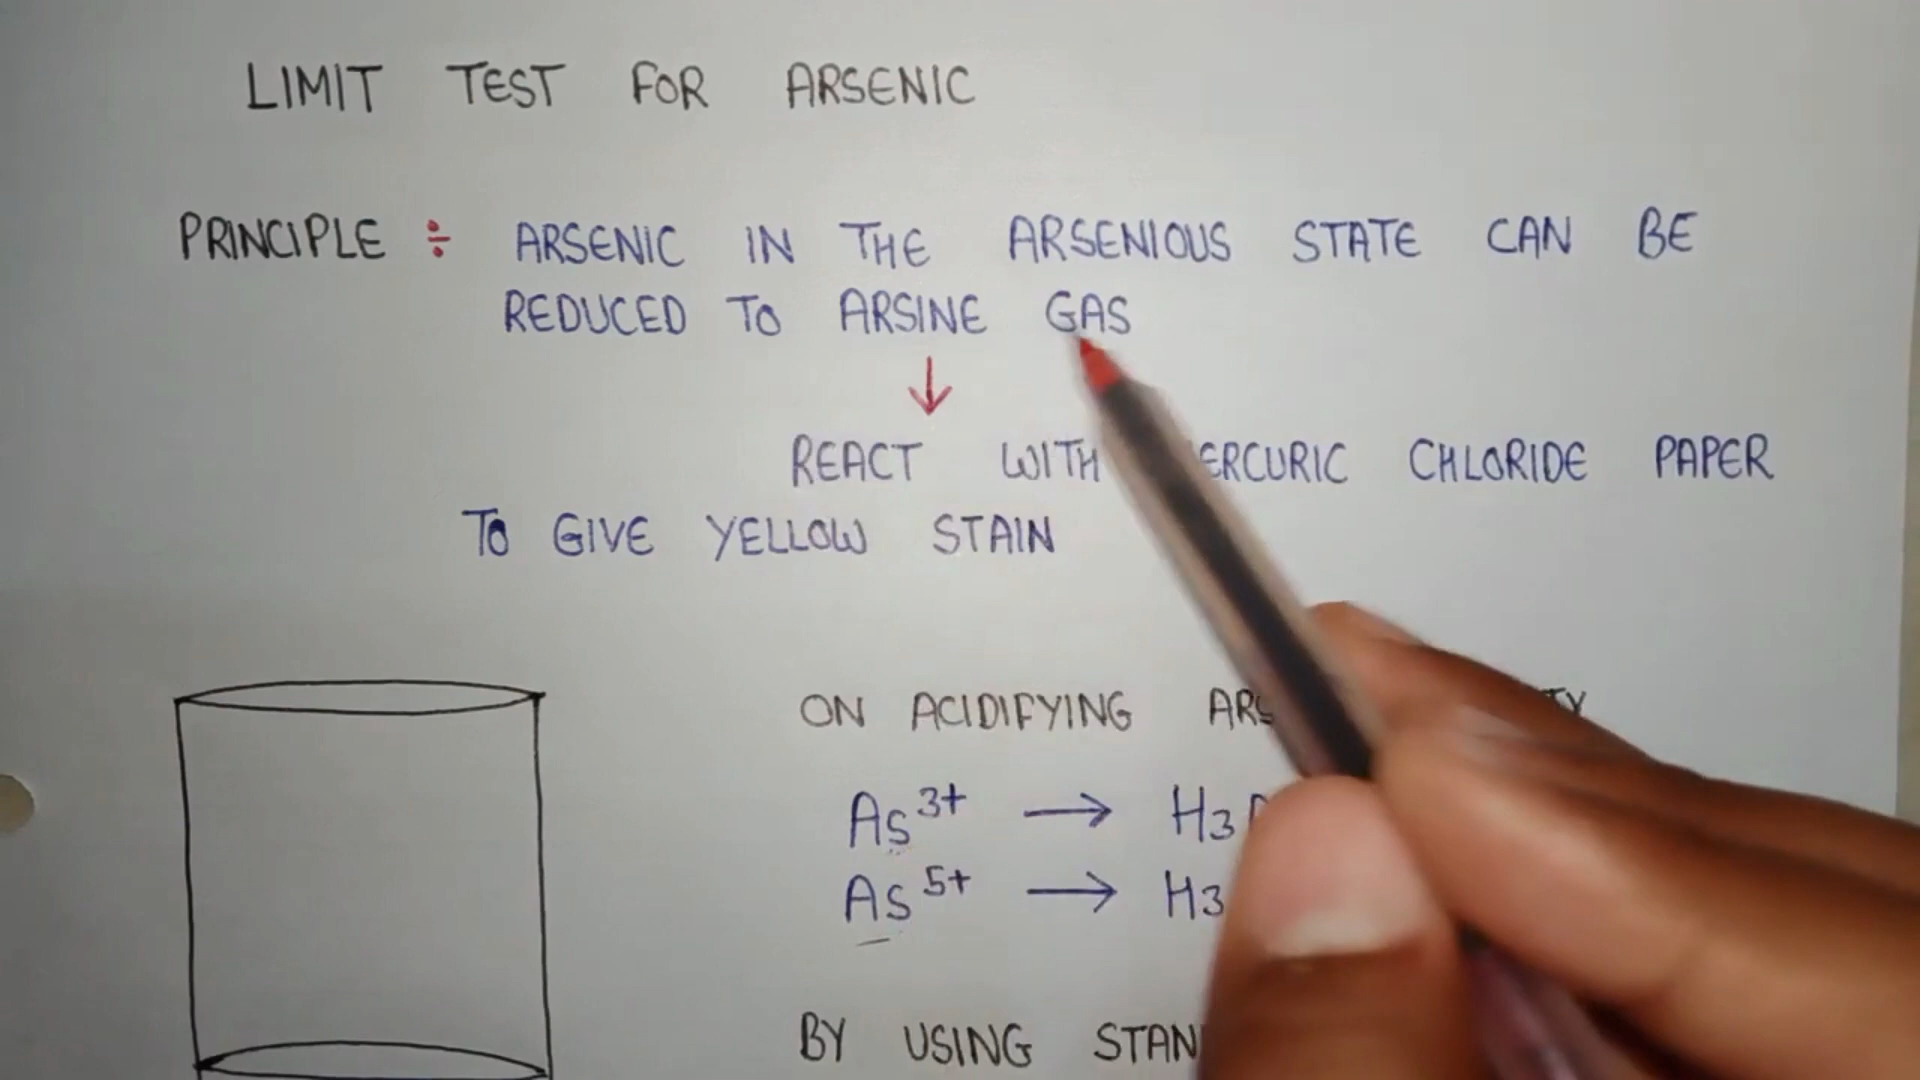 LIMIT TEST FOR ARSENIC
PRINCIPLE ÷ ARSENIC IN THE ARSENIOUS STATE CAN BE
REDUCED TO ARSINE GAS
↓
REACT WITH CHLORIDE PAPER
TO GIVE YELLOW STAIN
ON ACIDIFYING
As³⁺ → H₃
As⁵⁺ → H₃
BY USING